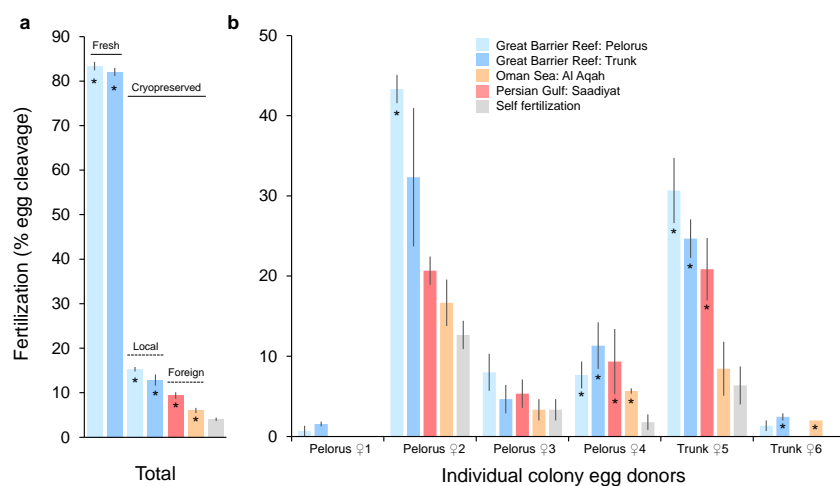 a
b
Fertilization (% egg cleavage)
90
80
70
60
50
40
30
20
10
0
Fresh
*
*
Cryopreserved
Local
*
*
Foreign
*
*
Total
50
40
30
20
10
0
Great Barrier Reef: Pelorus
Great Barrier Reef: Trunk
Oman Sea: Al Aqah
Persian Gulf: Saadiyat
Self fertilization
*
* * * *
* * *
* *
Pelorus ♀1 Pelorus ♀2 Pelorus ♀3 Pelorus ♀4 Trunk ♀5 Trunk ♀6
Individual colony egg donors